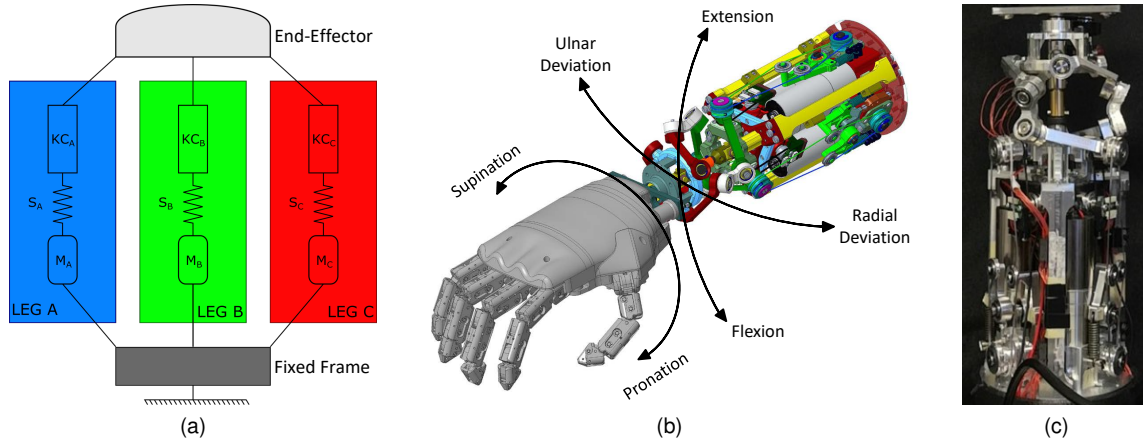 End-Effector
KCA
KCB
KCC
SA
SB
SC
MA
MB
MC
LEG A
LEG B
LEG C
Fixed Frame
(a)
Extension
Ulnar
Deviation
Supination
Radial
Deviation
Flexion
Pronation
(b)
(c)